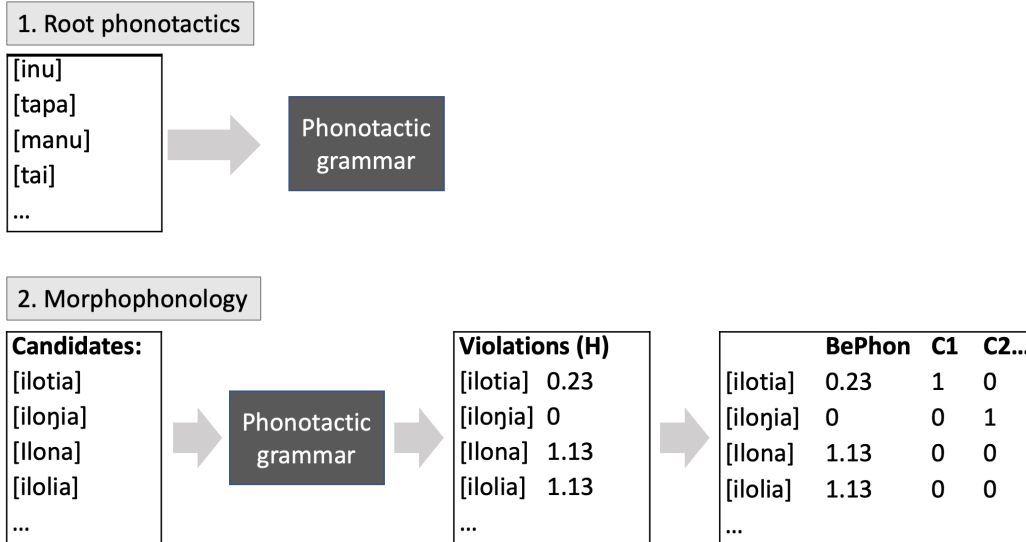 1. Root phonotactics
[inu]
[tapa]
[manu]
[tai]
...
Phonotactic
grammar
2. Morphophonology
Candidates:
[ilotia]
[iloŋia]
[Ilona]
[ilolia]
...
Phonotactic
grammar
Violations (H)
[ilotia] 0.23
[iloŋia] 0
[Ilona] 1.13
[ilolia] 1.13
...
BePhon C1 C2...
[ilotia] 0.23 1 0
[iloŋia] 0 0 1
[Ilona] 1.13 0 0
[ilolia] 1.13 0 0
...